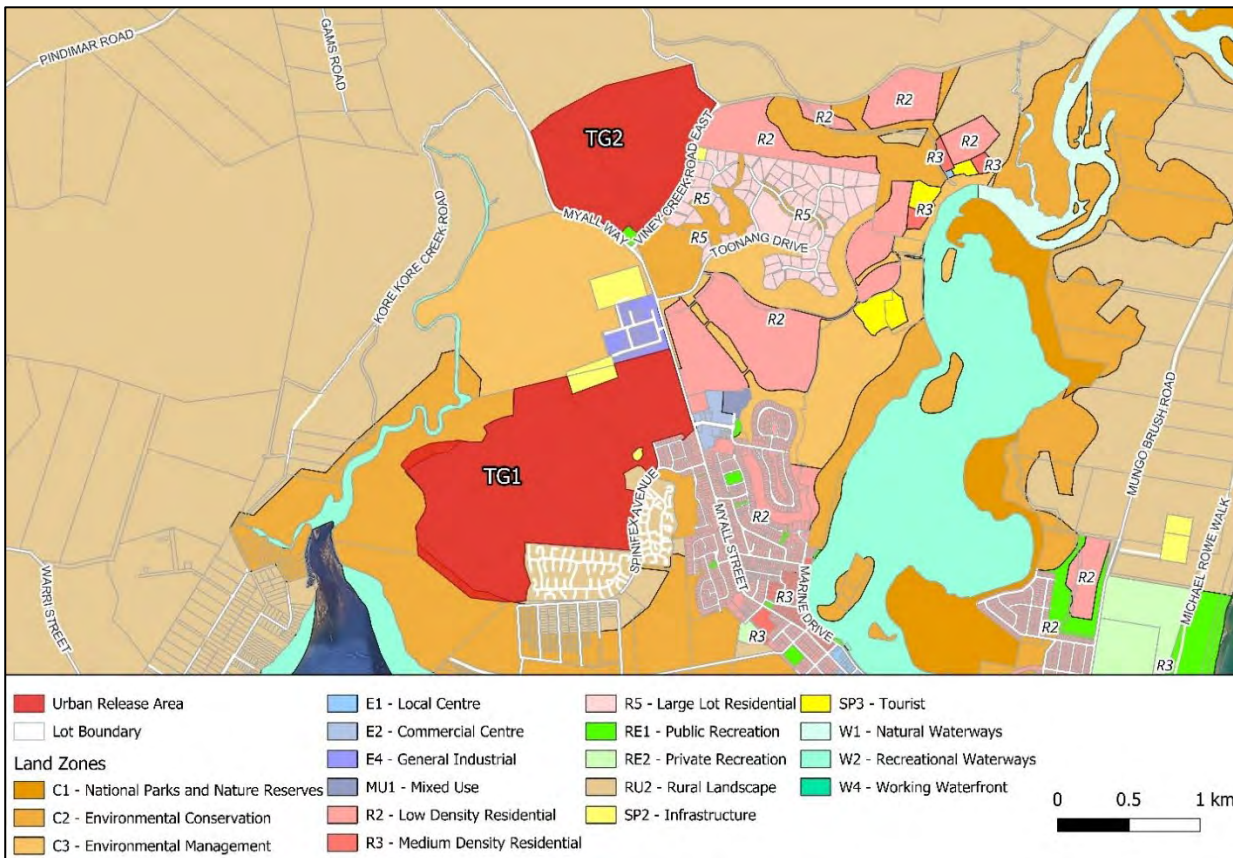 PINDIMAR ROAD
GAMS ROAD
R2
R2
TG2
VINEY CREEK ROAD EAST
R2
R2
R3
R3
R5
R5
R3
KORE KORE CREEK ROAD
MYALL WAY
R5
TOONANG DRIVE
R2
MUNGO BRUSH ROAD
TG1
SPINIFEX AVENUE
R2
MYALL STREET
MARINE DRIVE
MICHAEL ROWE WALK
WARRI STREET
R2
R3
R2
R3
R3
Urban Release Area
Lot Boundary
Land Zones
C1 - National Parks and Nature Reserves
C2 - Environmental Conservation
C3 - Environmental Management
E1 - Local Centre
E2 - Commercial Centre
E4 - General Industrial
MU1 - Mixed Use
R2 - Low Density Residential
R3 - Medium Density Residential
R5 - Large Lot Residential
RE1 - Public Recreation
RE2 - Private Recreation
RU2 - Rural Landscape
SP2 - Infrastructure
SP3 - Tourist
W1 - Natural Waterways
W2 - Recreational Waterways
W4 - Working Waterfront
0 0.5 1 km